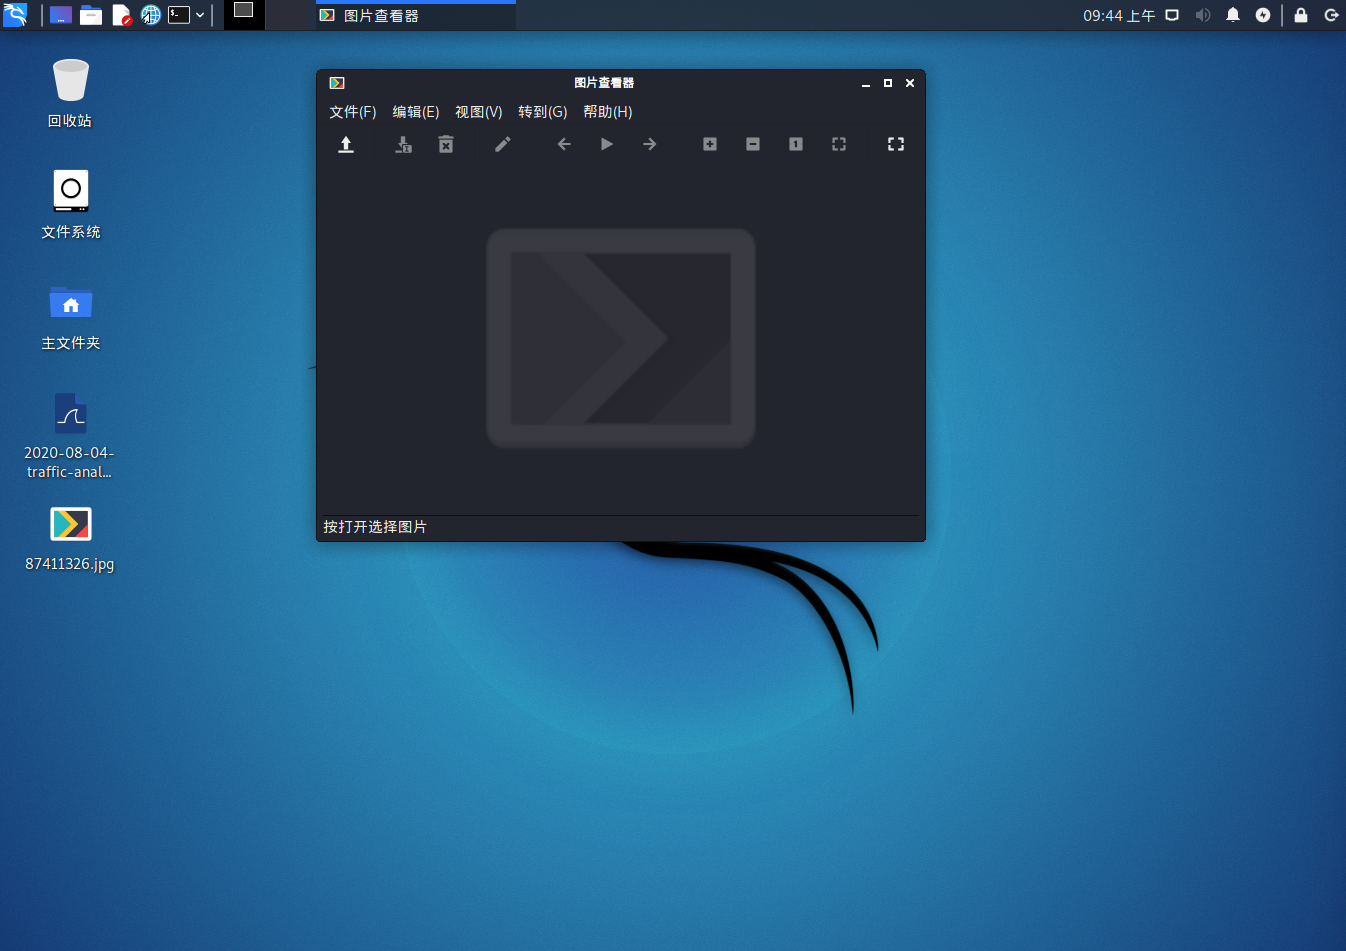 图片查看器
09:44 上午
回收站
文件系统
主文件夹
2020-08-04-
traffic-anal...
87411326.jpg
图片查看器
文件(F) 编辑(E) 视图(V) 转到(G) 帮助(H)
按打开选择图片